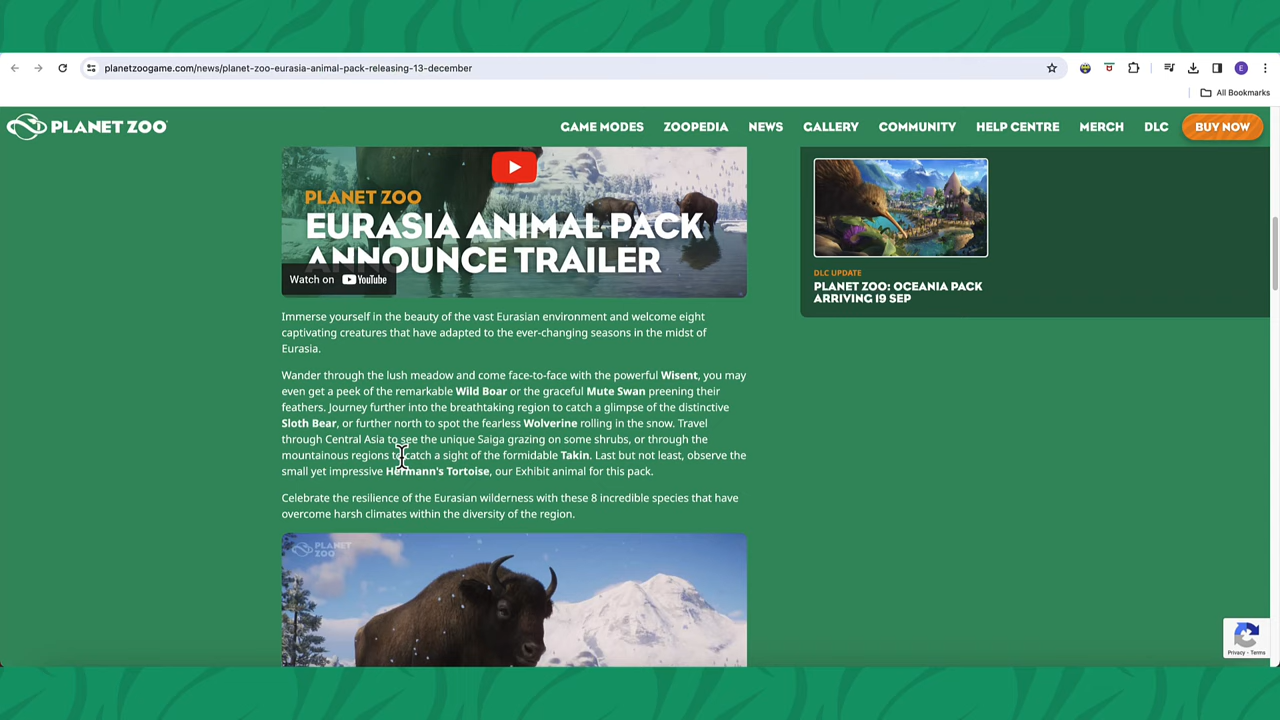 planetzoogame.com/news/planet-zoo-eurasia-animal-pack-releasing-13-december
E
All Bookmarks
PLANET ZOO
GAME MODES ZOOPEDIA NEWS GALLERY COMMUNITY HELP CENTRE MERCH DLC BUY NOW
PLANET ZOO
EURASIA ANIMAL PACK
ANNOUNCE TRAILER
Watch on YouTube
DLC UPDATE
PLANET ZOO: OCEANIA PACK
ARRIVING 19 SEP
Immerse yourself in the beauty of the vast Eurasian environment and welcome eight
captivating creatures that have adapted to the ever-changing seasons in the midst of
Eurasia.
Wander through the lush meadow and come face-to-face with the powerful Wisent, you may
even get a peek of the remarkable Wild Boar or the graceful Mute Swan preening their
feathers. Journey further into the breathtaking region to catch a glimpse of the distinctive
Sloth Bear, or further north to spot the fearless Wolverine rolling in the snow. Travel
through Central Asia to see the unique Saiga grazing on some shrubs, or through the
mountainous regions to catch a sight of the formidable Takin. Last but not least, observe the
small yet impressive Hermann's Tortoise, our Exhibit animal for this pack.
Celebrate the resilience of the Eurasian wilderness with these 8 incredible species that have
overcome harsh climates within the diversity of the region.
PLANET
ZOO
Privacy - Terms